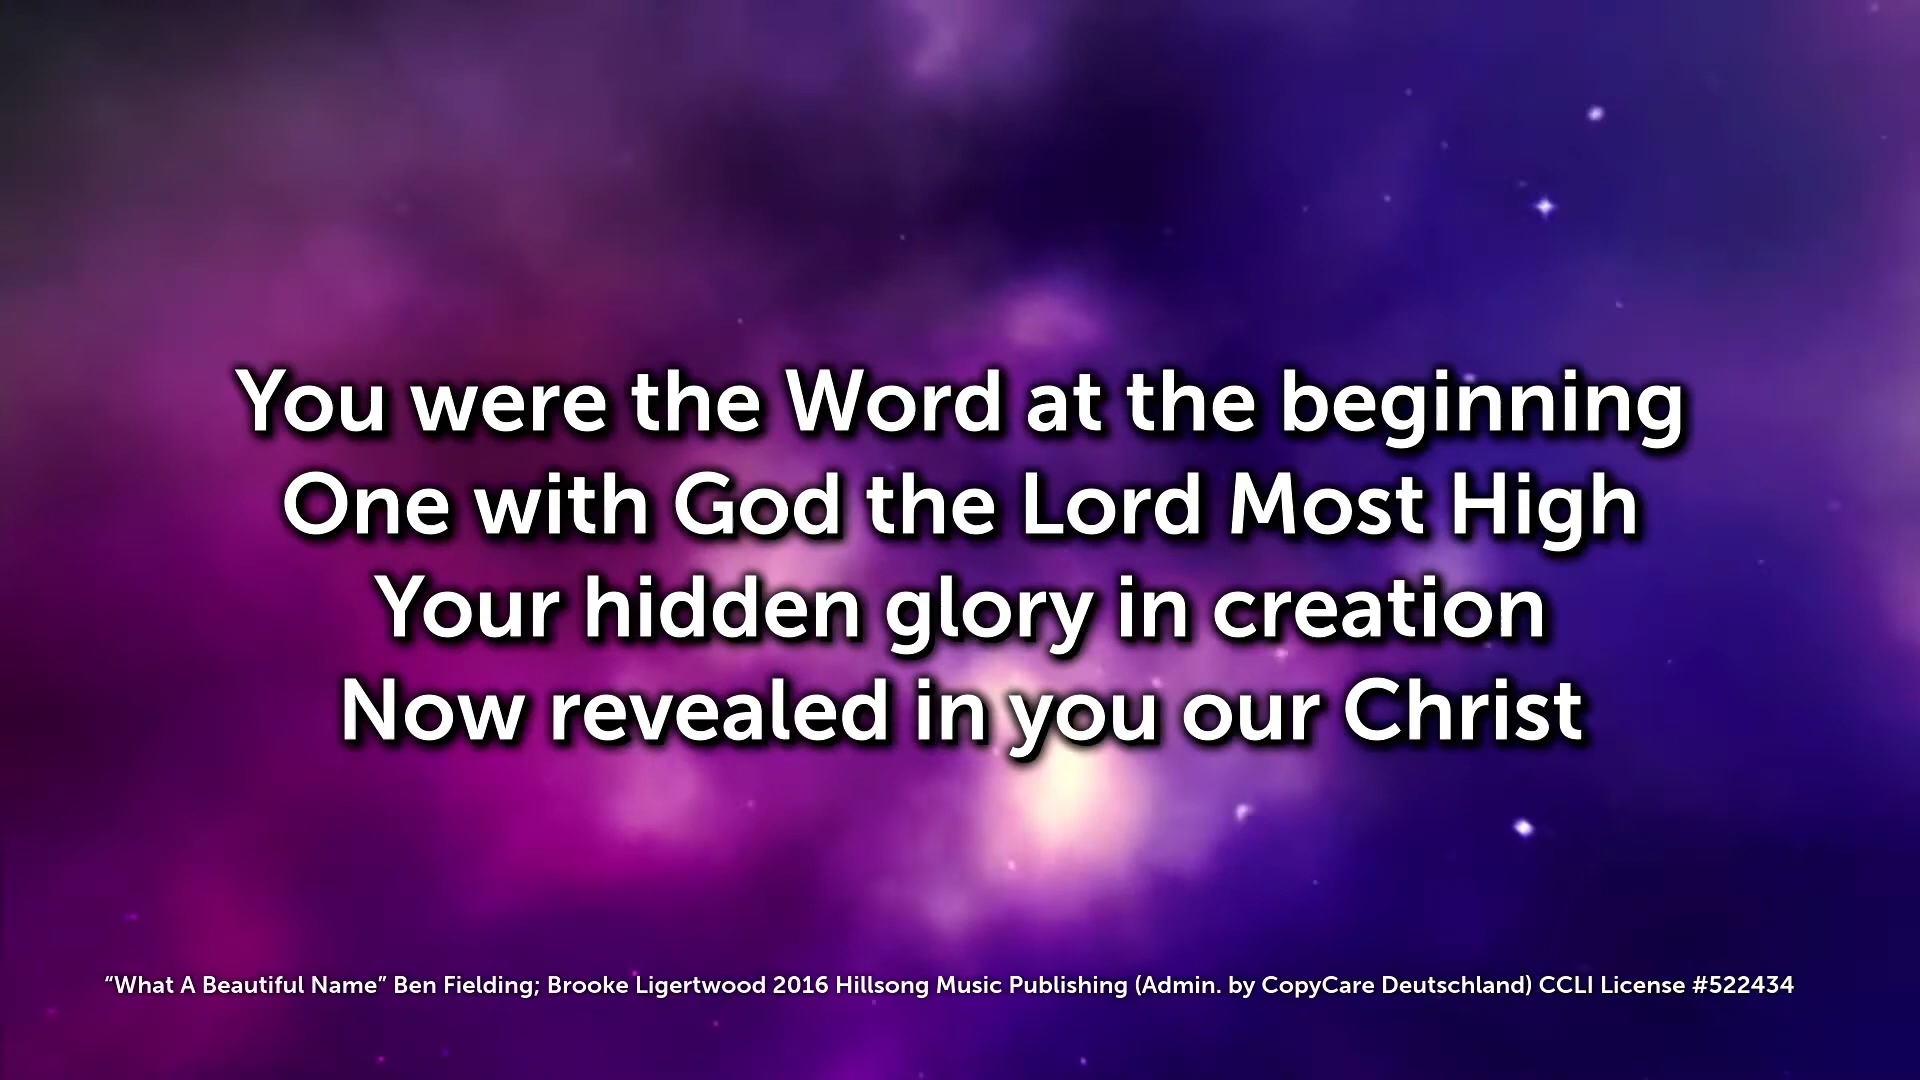 You were the Word at the beginning
One with God the Lord Most High
Your hidden glory in creation
Now revealed in you our Christ
“What A Beautiful Name” Ben Fielding; Brooke Ligertwood 2016 Hillsong Music Publishing (Admin. by CopyCare Deutschland) CCLI License #522434